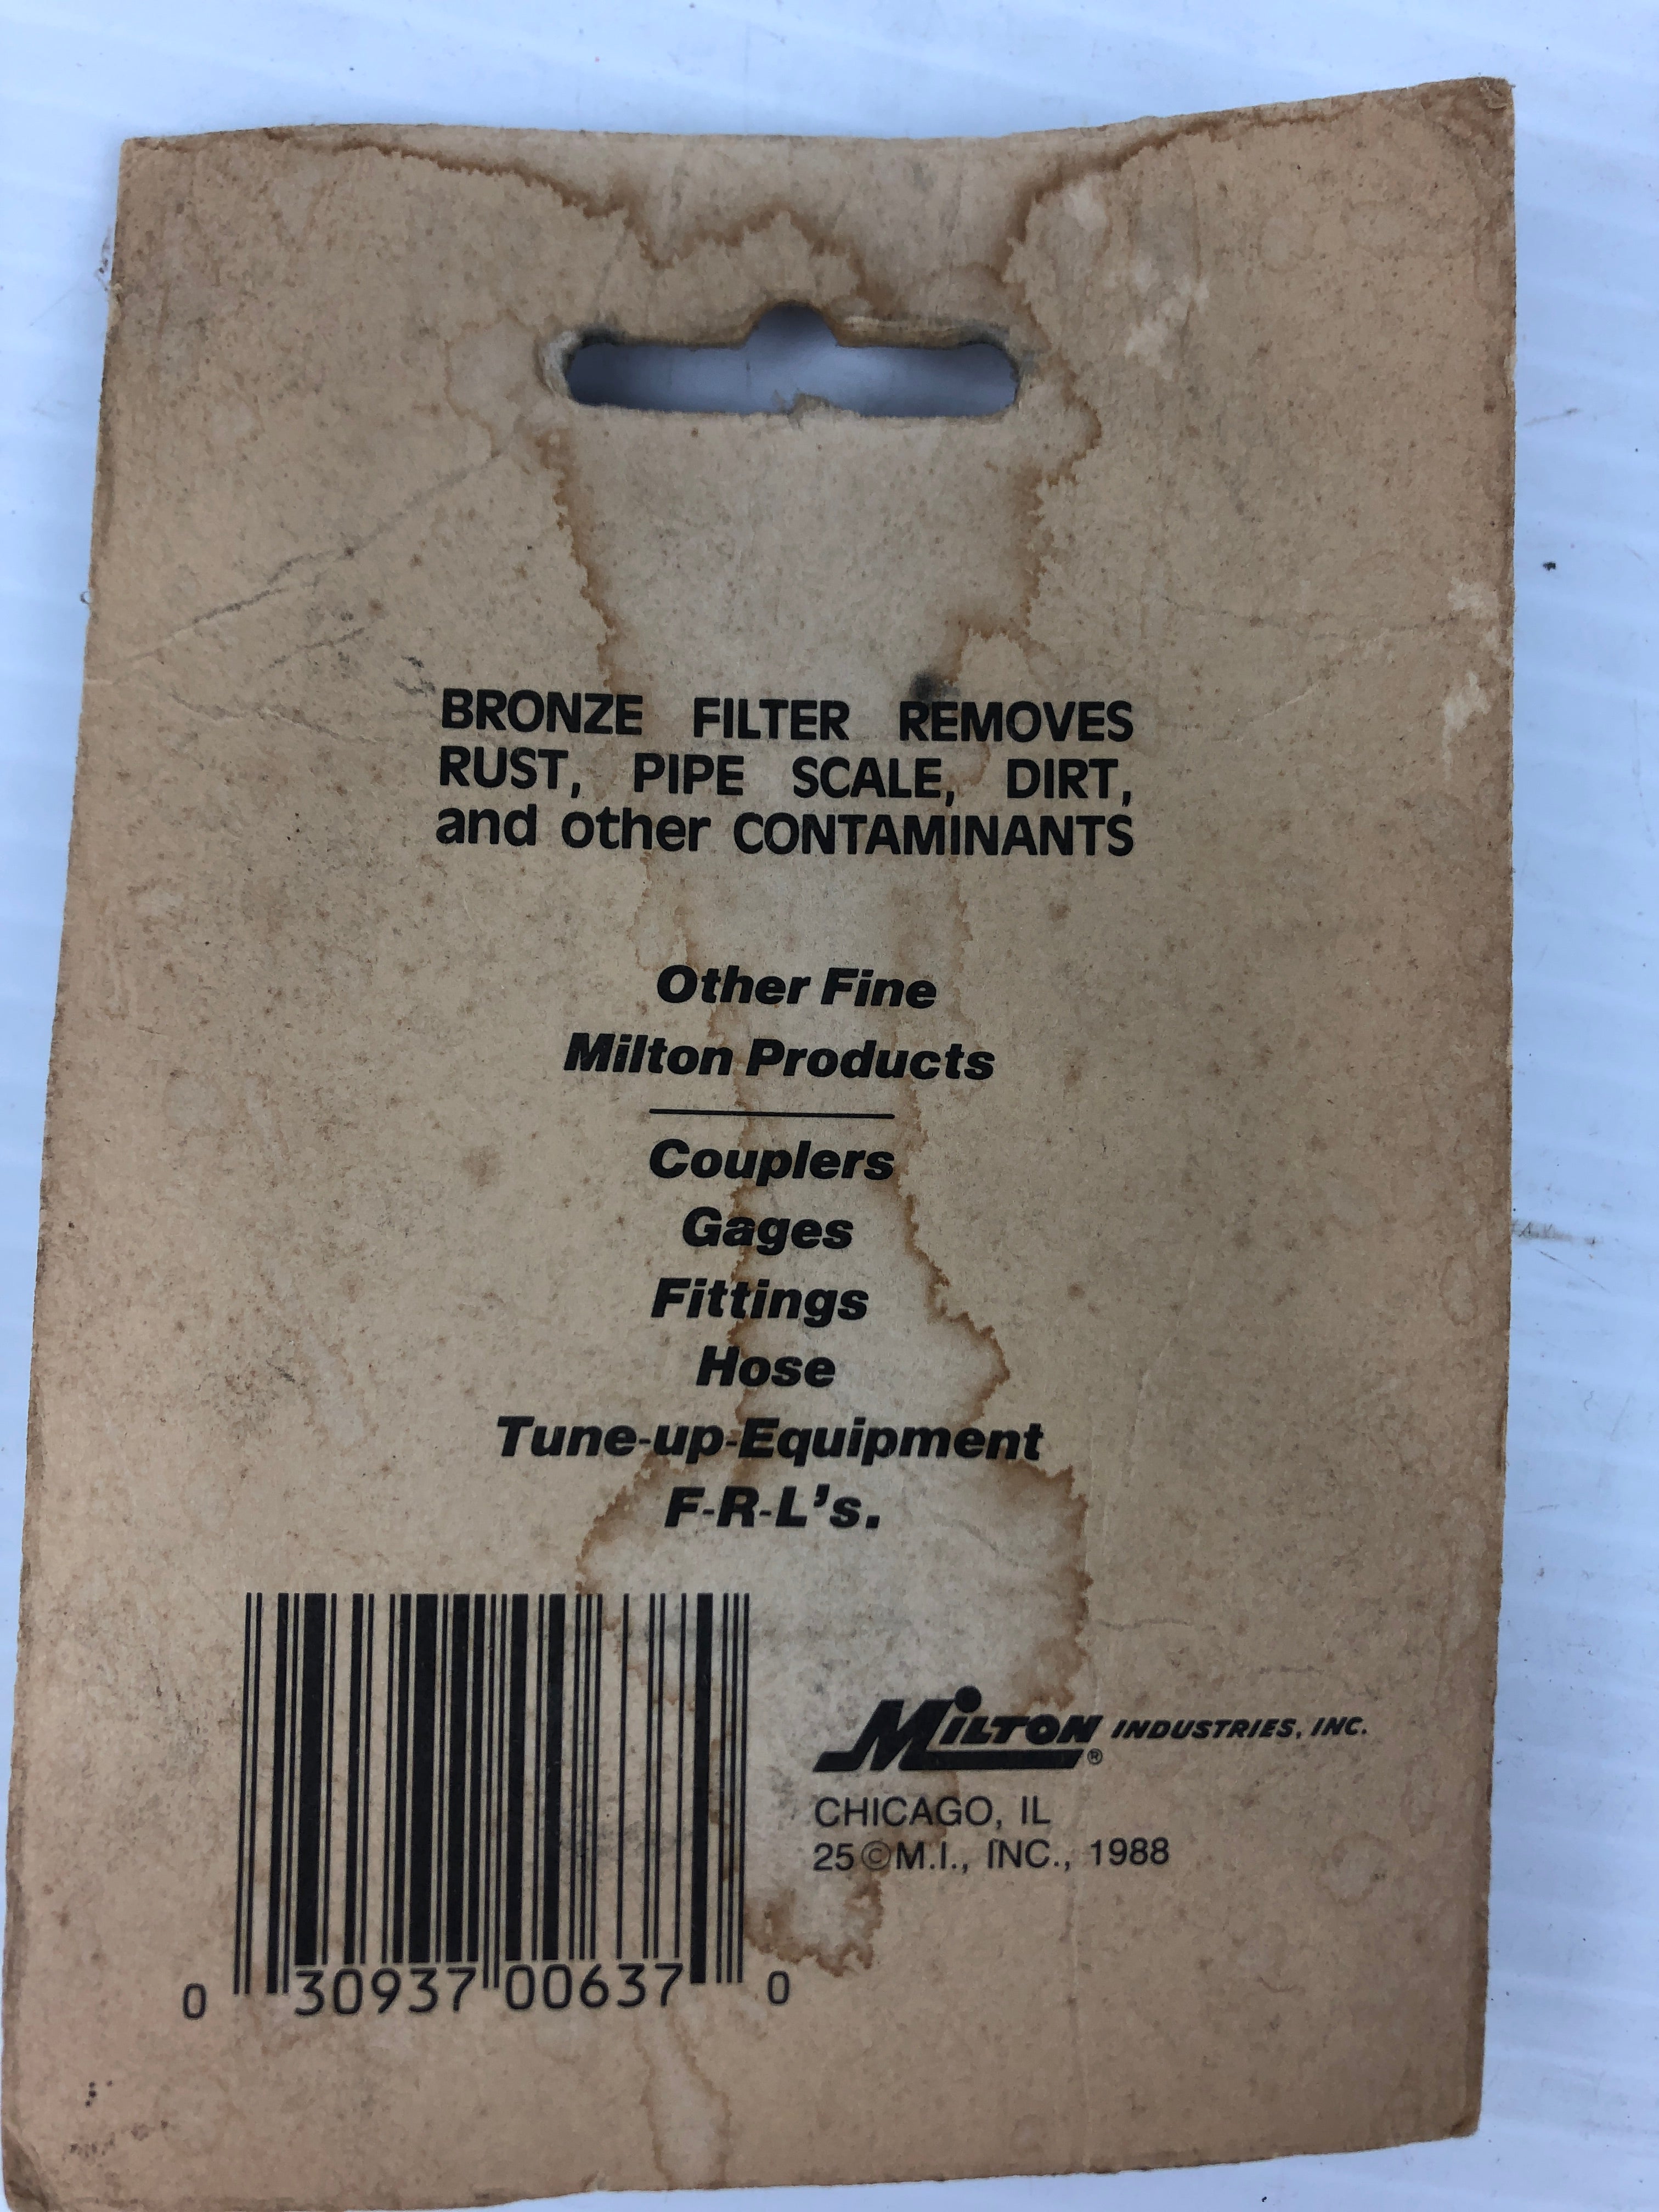 BRONZE FILTER REMOVES
RUST, PIPE SCALE, DIRT,
and other CONTAMINANTS
Other Fine
Milton Products
Couplers
Gages
Fittings
Hose
Tune-up-Equipment
F-R-L's.
MILTON® INDUSTRIES, INC.
CHICAGO, IL
25©M.I., INC., 1988
0 30937 00637 0